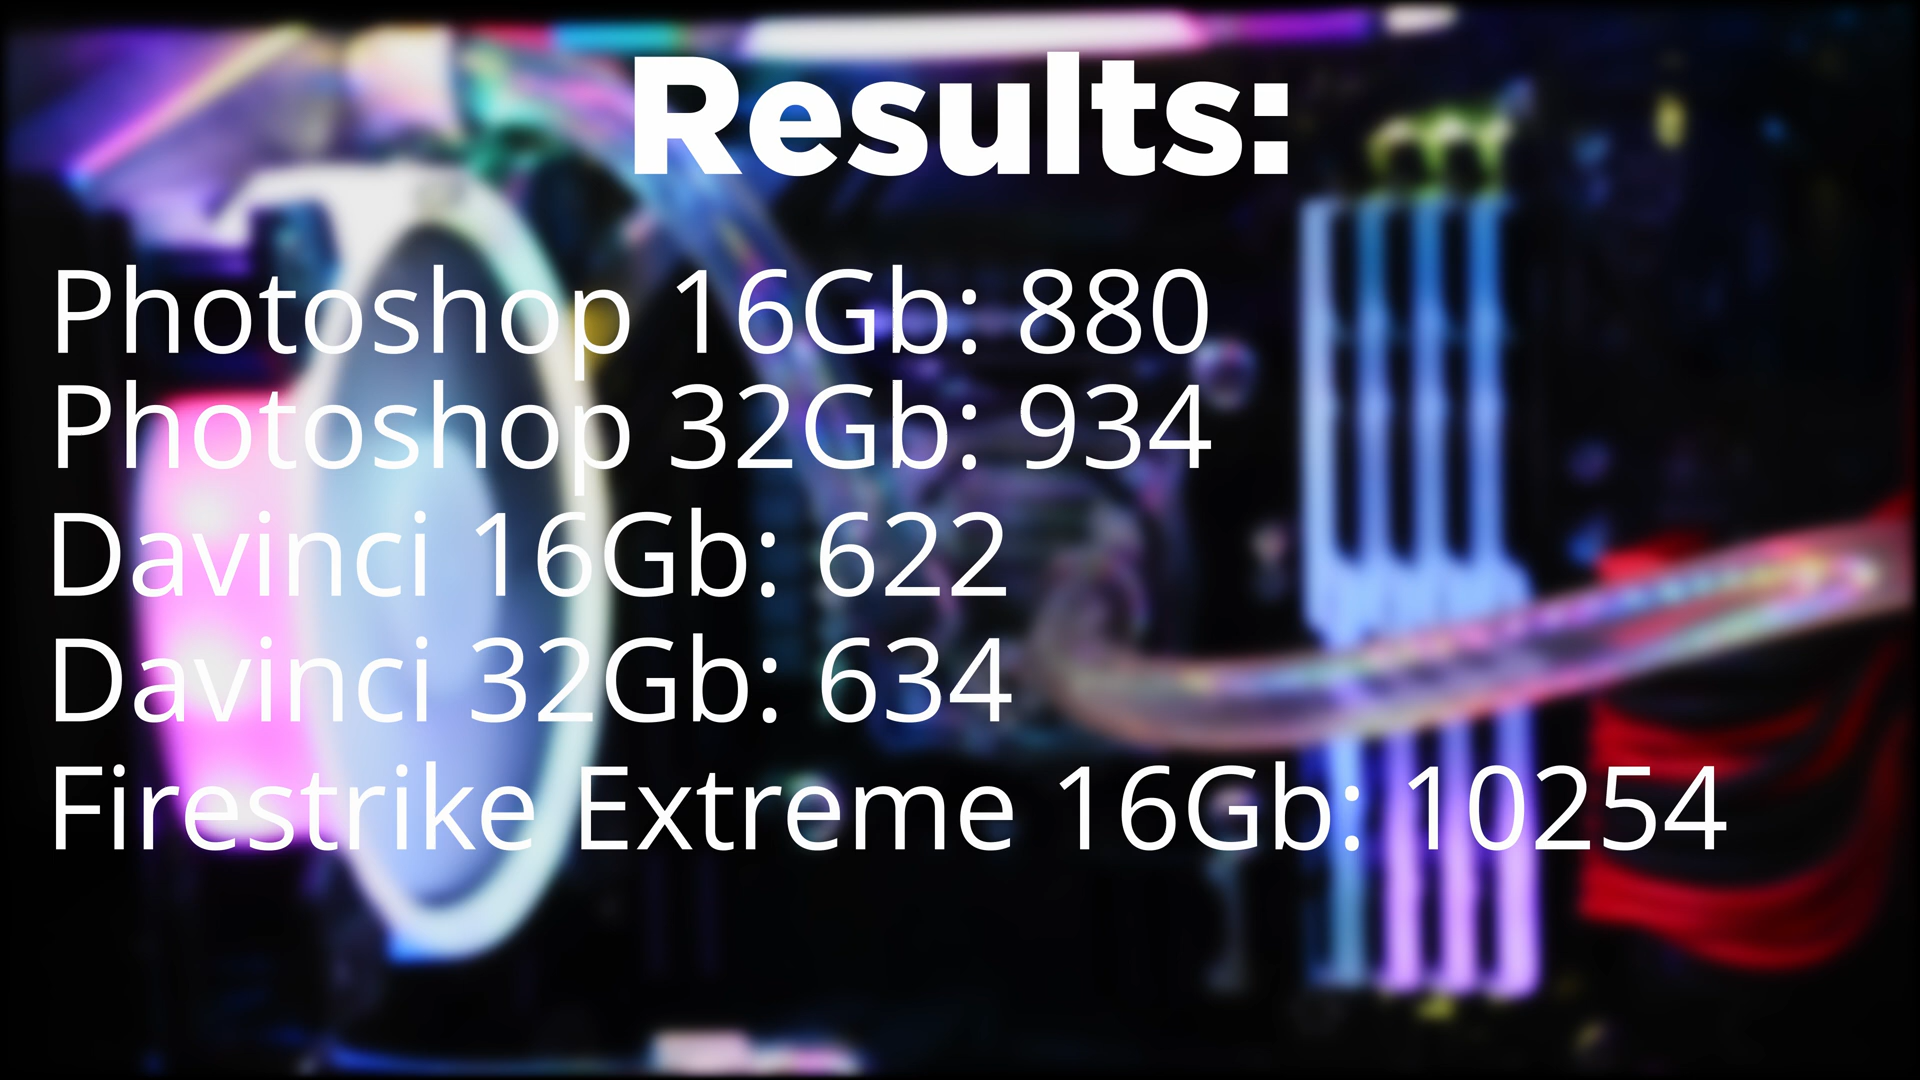 Results:
Photoshop 16Gb: 880
Photoshop 32Gb: 934
Davinci 16Gb: 622
Davinci 32Gb: 634
Firestrike Extreme 16Gb: 10254